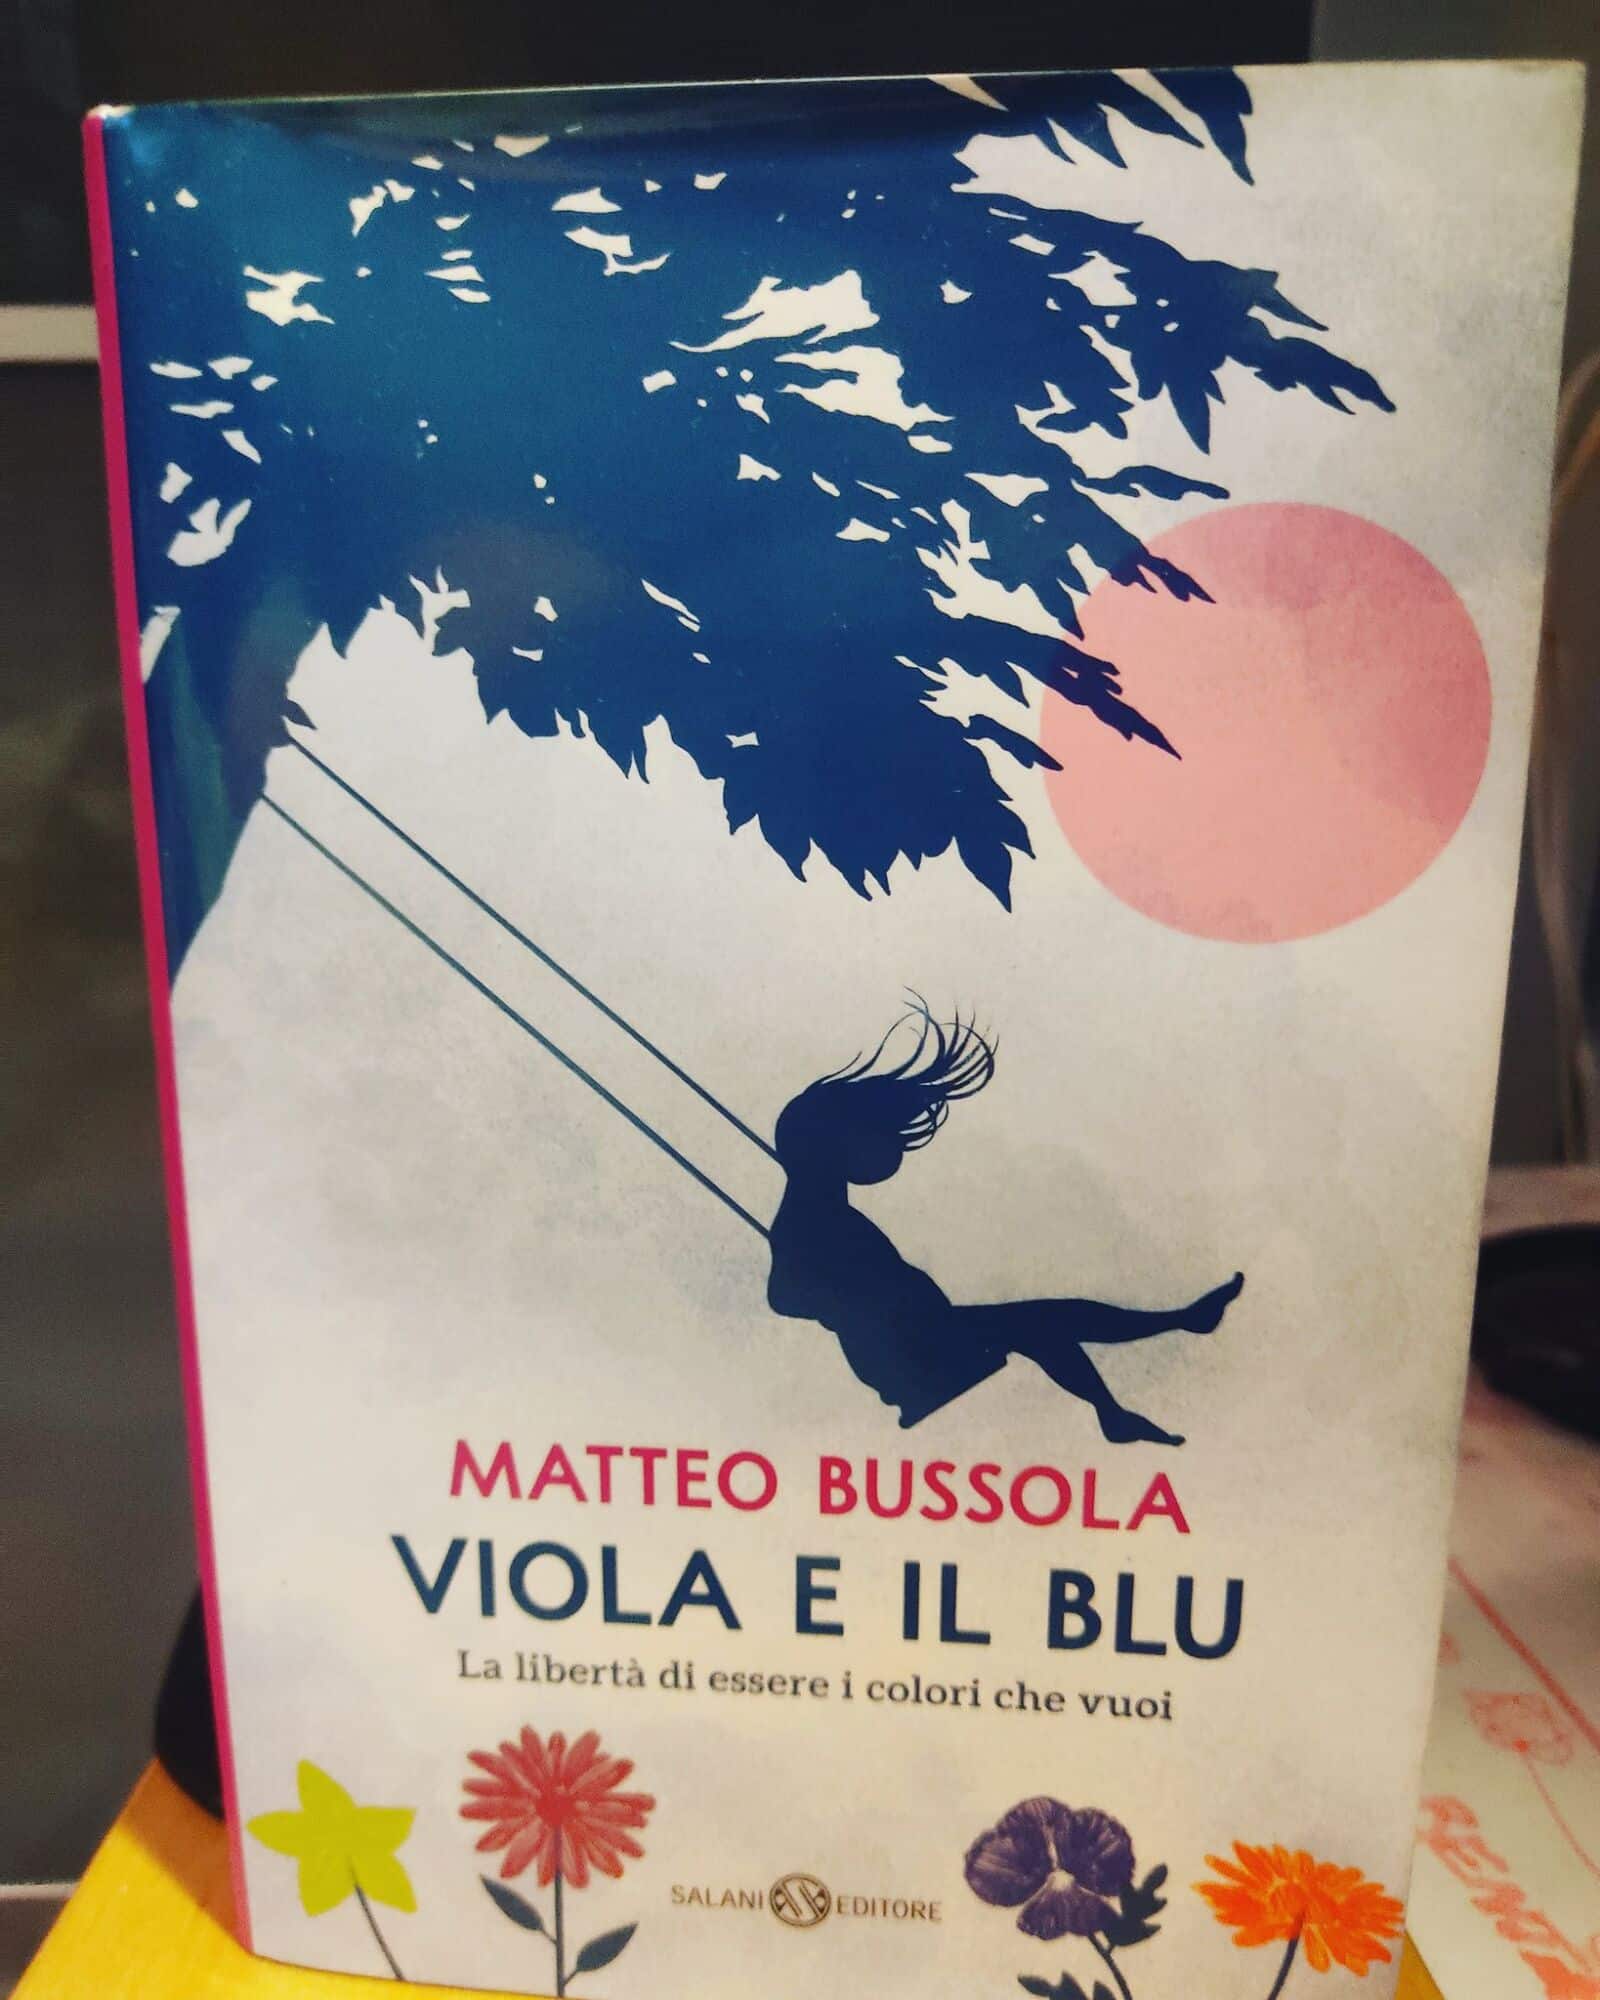 MATTEO BUSSOLA
VIOLA E IL BLU
La libertà di essere i colori che vuoi
SALANI EDITORE